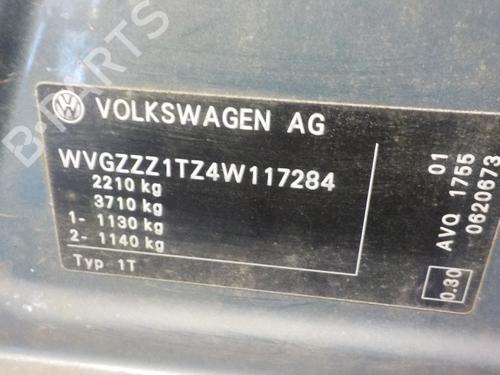 VOLKSWAGEN AG
WVGZZZ1TZ4W117284
2210 kg
3710 kg
1- 1130 kg
2- 1140 kg
Typ 1T
01
AVQ 1755
0620673
0.30
B-PARTS